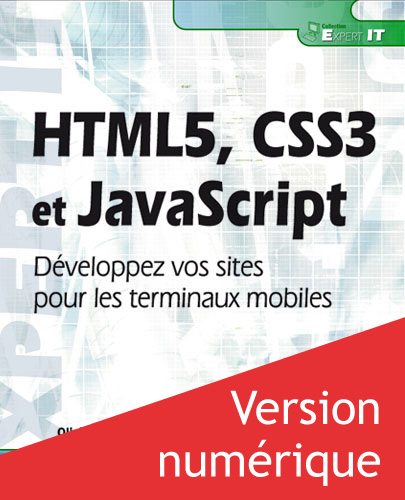 Collection
EXPERT IT
HTML5, CSS3
et JavaScript
Développez vos sites
pour les terminaux mobiles
Version
numérique